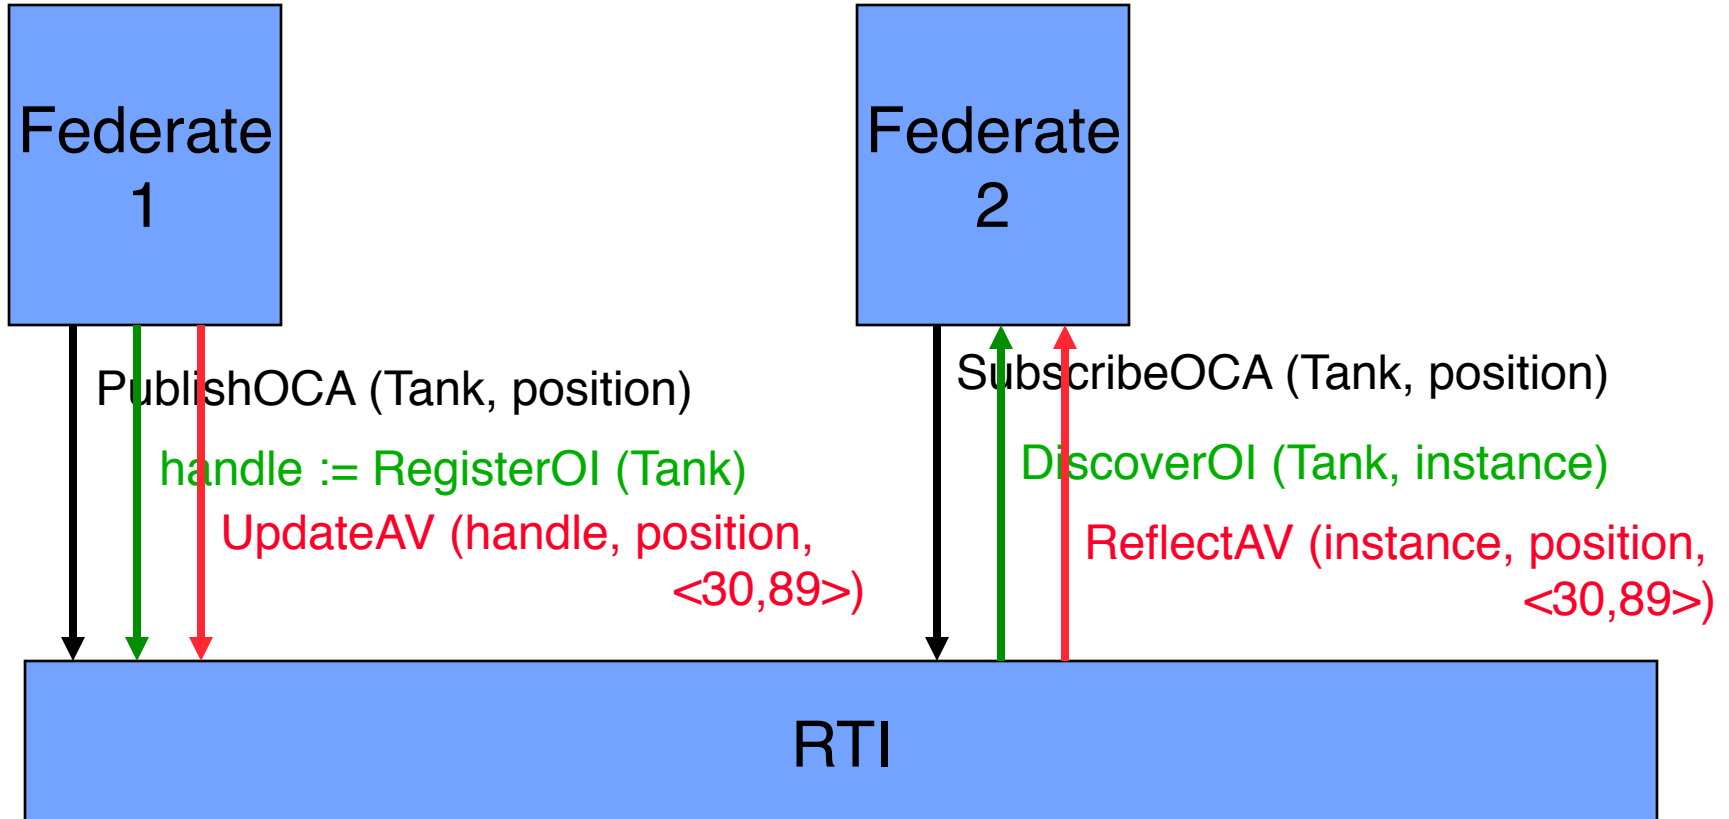 Federate
1
Federate
2
PublishOCA (Tank, position)
handle := RegisterOI (Tank)
UpdateAV (handle, position,
<30,89>)
SubscribeOCA (Tank, position)
DiscoverOI (Tank, instance)
ReflectAV (instance, position,
<30,89>)
RTI